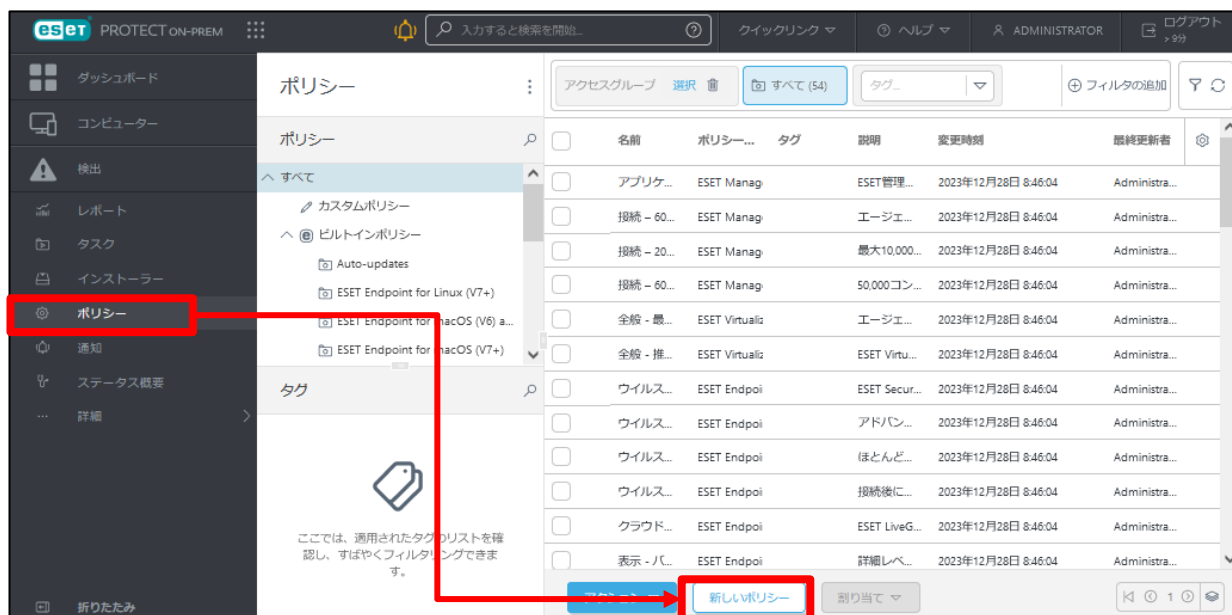 eset PROTECT ON-PREM
入力すると検索を開始...
クイックリンク
ヘルプ
ADMINISTRATOR
ログアウト
> 9分
ダッシュボード
コンピューター
検出
レポート
タスク
インストーラー
ポリシー
通知
ステータス概要
詳細
折りたたみ
ポリシー
ポリシー
すべて
カスタムポリシー
ビルトインポリシー
Auto-updates
ESET Endpoint for Linux (V7+)
ESET Endpoint for macOS (V6) a...
ESET Endpoint for macOS (V7+)
タグ
ここでは、適用されたタグのリストを確
認し、すばやくフィルタリングできま
す。
アクセスグループ 選択 すべて (54) タグ... フィルタの追加
名前 ポリシー... タグ 説明 変更時刻 最終更新者
アプリケ... ESET Manag ESET管理... 2023年12月28日 8:46:04 Administra...
接続 – 60... ESET Manag エージェ... 2023年12月28日 8:46:04 Administra...
接続 – 20... ESET Manag 最大10,000... 2023年12月28日 8:46:04 Administra...
接続 – 60... ESET Manag 50,000コン... 2023年12月28日 8:46:04 Administra...
全般 - 最... ESET Virtualiz エージェ... 2023年12月28日 8:46:04 Administra...
全般 - 推... ESET Virtualiz ESET Virtu... 2023年12月28日 8:46:04 Administra...
ウイルス... ESET Endpoi ESET Secur... 2023年12月28日 8:46:04 Administra...
ウイルス... ESET Endpoi アドバン... 2023年12月28日 8:46:04 Administra...
ウイルス... ESET Endpoi ほとんど... 2023年12月28日 8:46:04 Administra...
ウイルス... ESET Endpoi 接続後に... 2023年12月28日 8:46:04 Administra...
クラウド... ESET Endpoi ESET LiveG... 2023年12月28日 8:46:04 Administra...
表示 - バ... ESET Endpoi 詳細レベ... 2023年12月28日 8:46:04 Administra...
アクション 新しいポリシー 割り当て 1